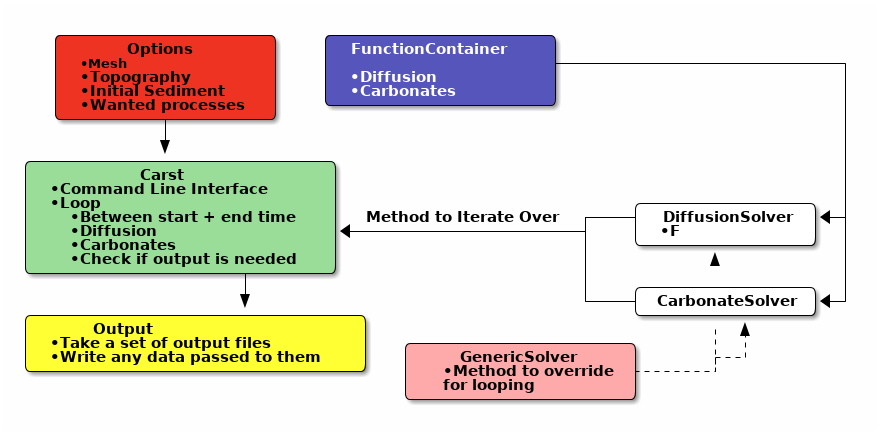 Options
•Mesh
•Topography
•Initial Sediment
•Wanted processes
FunctionContainer
•Diffusion
•Carbonates
Carst
•Command Line Interface
•Loop
•Between start + end time
•Diffusion
•Carbonates
•Check if output is needed
Method to Iterate Over
DiffusionSolver
•F
CarbonateSolver
Output
•Take a set of output files
•Write any data passed to them
GenericSolver
•Method to override
for looping